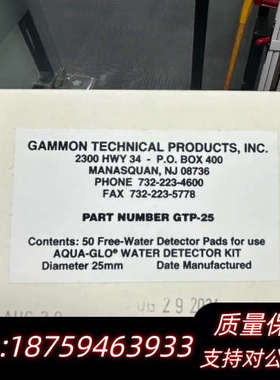 GAMMON TECHNICAL PRODUCTS, INC.
2300 HWY 34 - P.O. BOX 400
MANASQUAN, NJ 08736
PHONE 732-223-4600
FAX 732-223-5778
PART NUMBER GTP-25
Contents: 50 Free-Water Detector Pads for use
AQUA-GLO® WATER DETECTOR KIT
Diameter 25mm Date Manufactured
质量保
:18759463933
支持对公